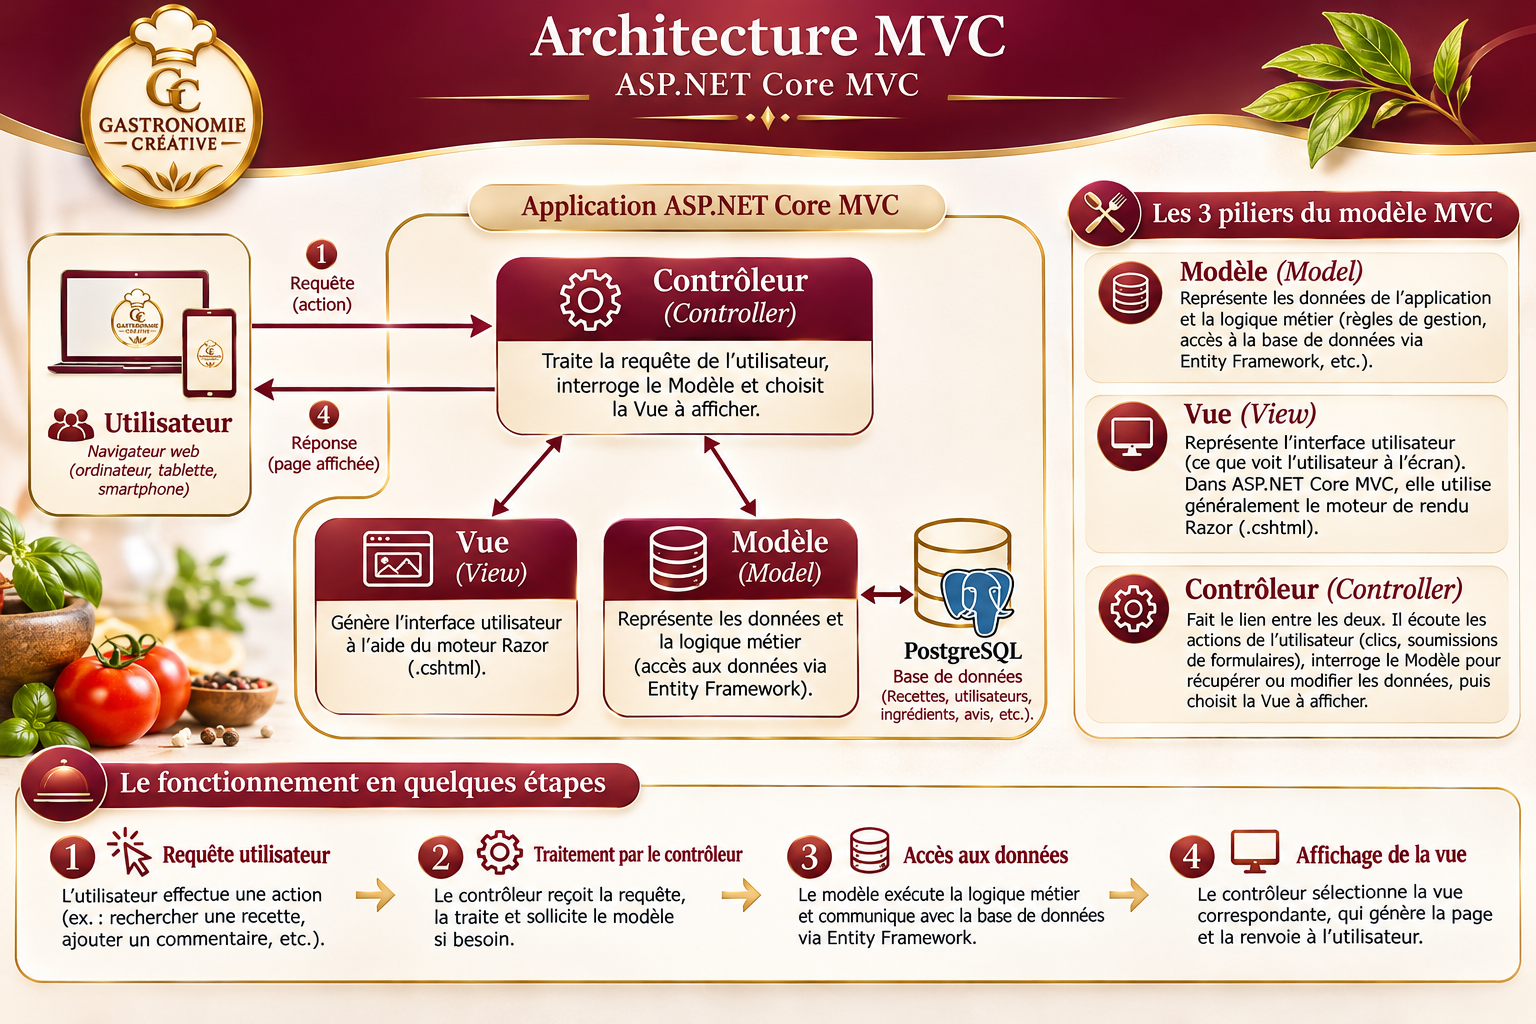 GC
GASTRONOMIE
CRÉATIVE
Architecture MVC
ASP.NET Core MVC
Application ASP.NET Core MVC
GC
GASTRONOMIE
CRÉATIVE
GC
Utilisateur
Navigateur web
(ordinateur, tablette,
smartphone)
1
Requête
(action)
4
Réponse
(page affichée)
Contrôleur
(Controller)
Traite la requête de l'utilisateur,
interroge le Modèle et choisit
la Vue à afficher.
Vue
(View)
Génère l'interface utilisateur
à l'aide du moteur Razor
(.cshtml).
Modèle
(Model)
Représente les données et
la logique métier
(accès aux données via
Entity Framework).
PostgreSQL
Base de données
(Recettes, utilisateurs,
ingrédients, avis, etc.).
Les 3 piliers du modèle MVC
Modèle (Model)
Représente les données de l'application
et la logique métier (règles de gestion,
accès à la base de données via
Entity Framework, etc.).
Vue (View)
Représente l'interface utilisateur
(ce que voit l'utilisateur à l'écran).
Dans ASP.NET Core MVC, elle utilise
généralement le moteur de rendu
Razor (.cshtml).
Contrôleur (Controller)
Fait le lien entre les deux. Il écoute les
actions de l'utilisateur (clics, soumissions
de formulaires), interroge le Modèle pour
récupérer ou modifier les données, puis
choisit la Vue à afficher.
Le fonctionnement en quelques étapes
1 Requête utilisateur
L'utilisateur effectue une action
(ex. : rechercher une recette,
ajouter un commentaire, etc.).
2 Traitement par le contrôleur
Le contrôleur reçoit la requête,
la traite et sollicite le modèle
si besoin.
3 Accès aux données
Le modèle exécute la logique métier
et communique avec la base de données
via Entity Framework.
4 Affichage de la vue
Le contrôleur sélectionne la vue
correspondante, qui génère la page
et la renvoie à l'utilisateur.